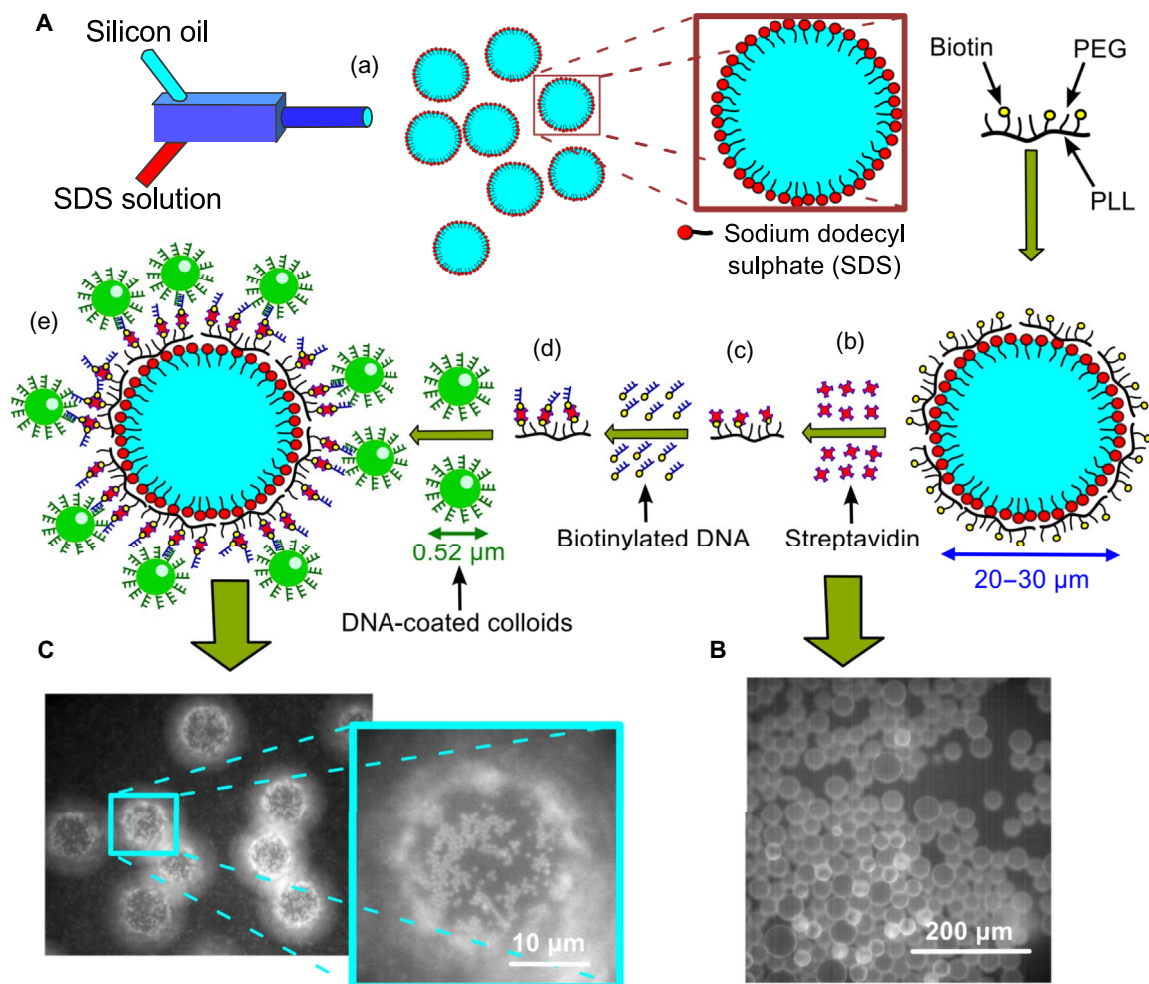 A
Silicon oil
(a)
SDS solution
Sodium dodecyl
sulphate (SDS)
Biotin
PEG
PLL
(e)
(d)
(c)
(b)
0.52 µm
DNA-coated colloids
Biotinylated DNA
Streptavidin
20–30 µm
C
10 µm
B
200 µm